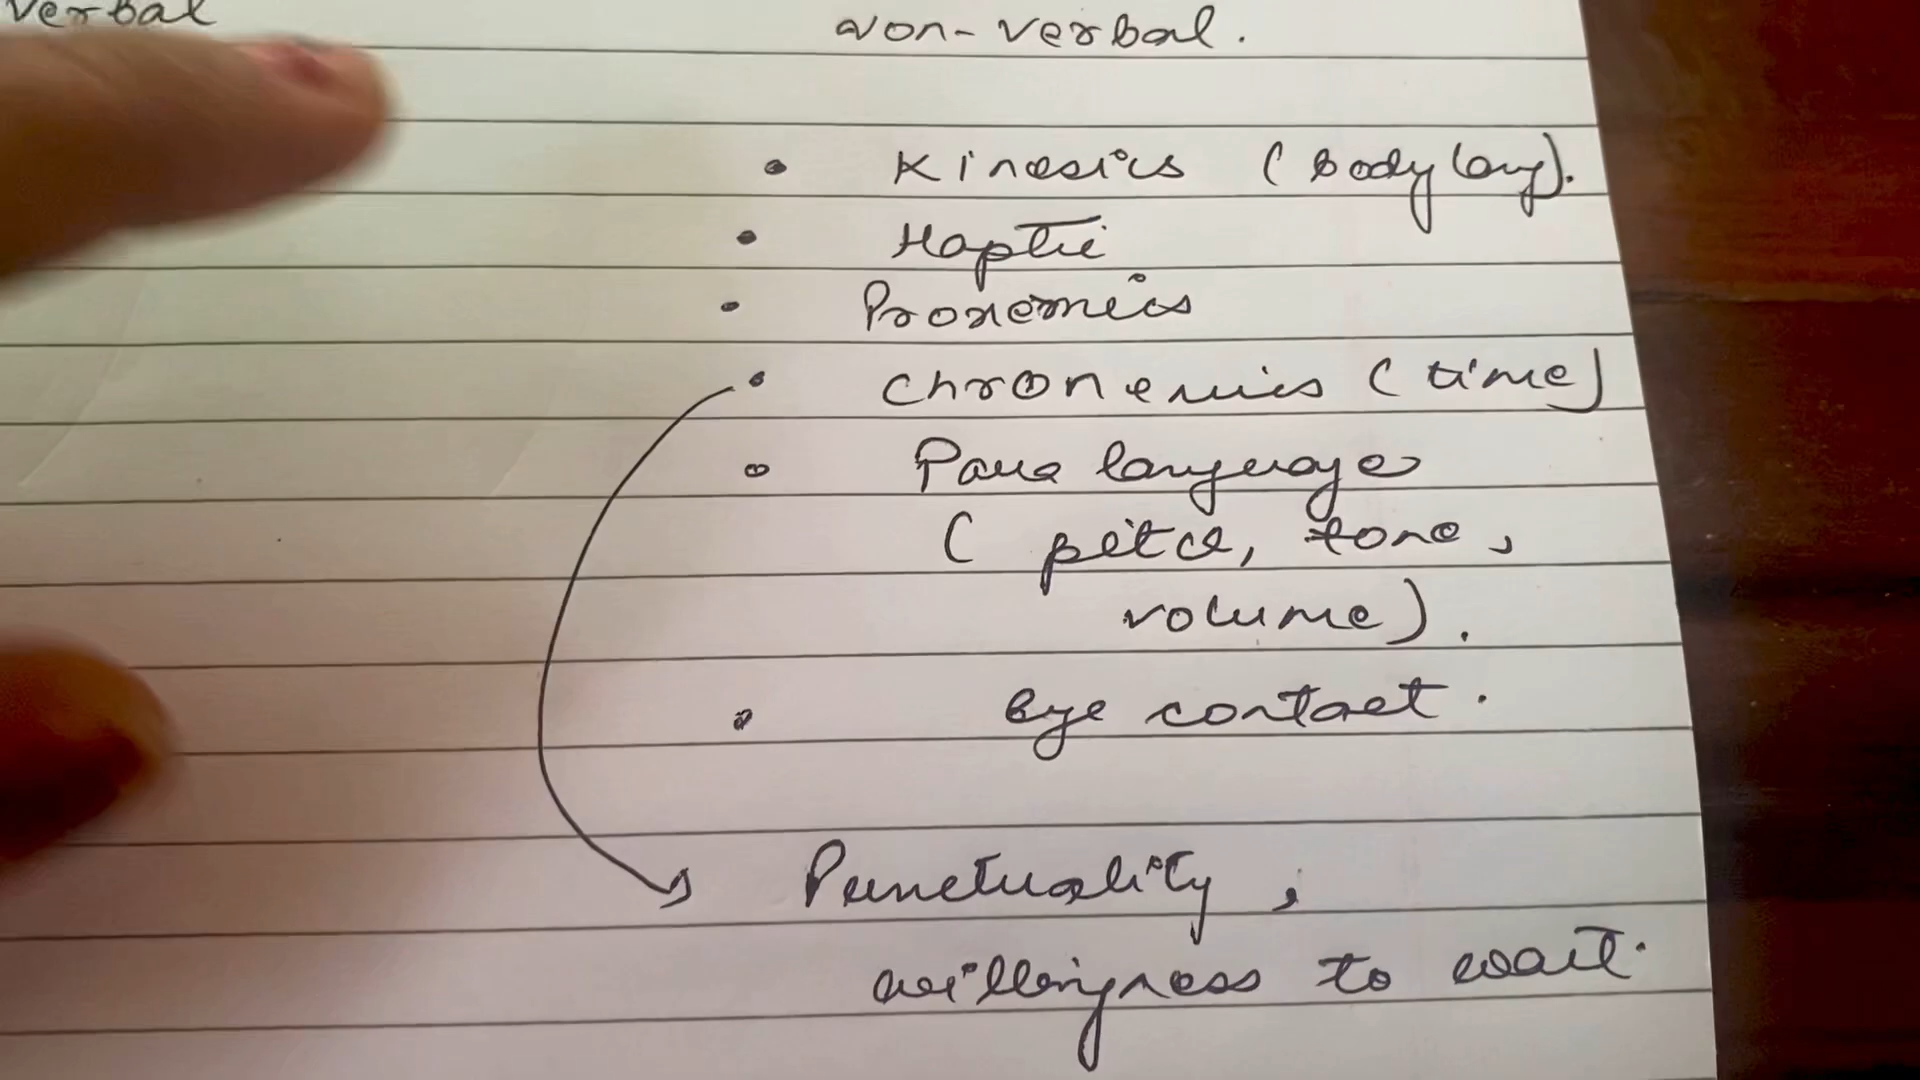 verbal
Non-verbal.
• Kinesics (Body lang).
• Haptic
• Proxemics
• Chronemics (time)
• Para language
( pitch, tone,
volume).
• Eye contact.
Punctuality,
willingness to wait.